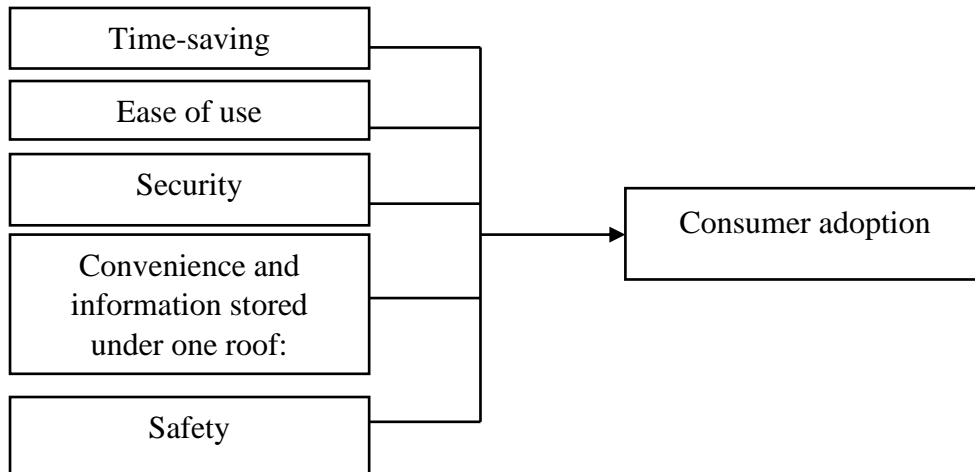 Time-saving
Ease of use
Security
Convenience and
information stored
under one roof:
Safety
Consumer adoption